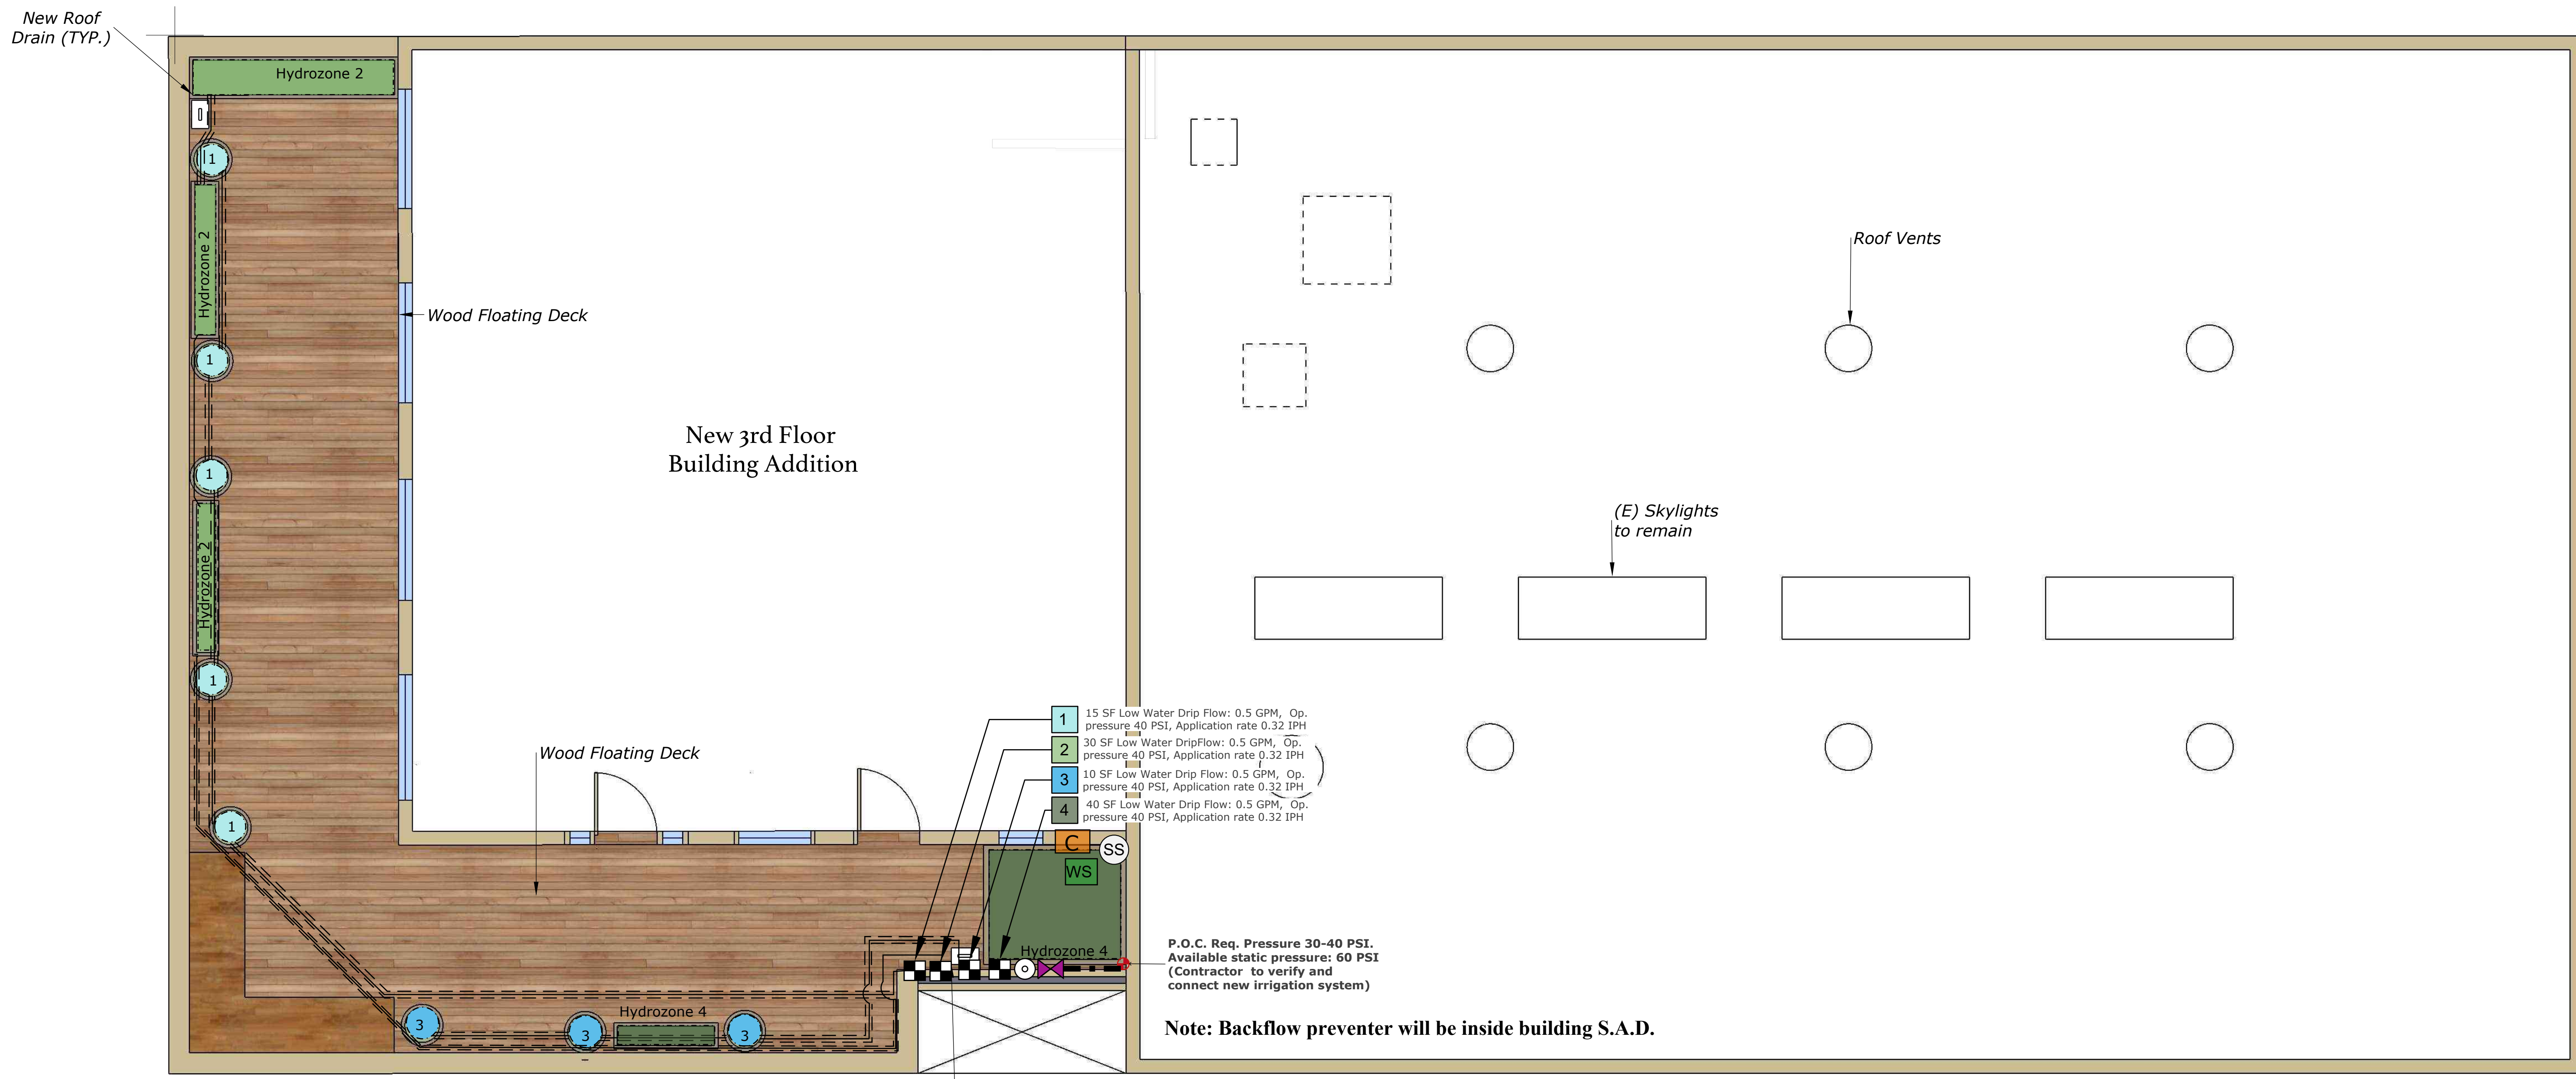 New Roof
Drain (TYP.)
Hydrozone 2
1
Hydrozone 2
Roof Vents
Wood Floating Deck
1
New 3rd Floor
Building Addition
1
(E) Skylights
to remain
Hydrozone 2
1
1 15 SF Low Water Drip Flow: 0.5 GPM, Op.
pressure 40 PSI, Application rate 0.32 IPH
2 30 SF Low Water DripFlow: 0.5 GPM, Op.
pressure 40 PSI, Application rate 0.32 IPH
3 10 SF Low Water Drip Flow: 0.5 GPM, Op.
pressure 40 PSI, Application rate 0.32 IPH
4 40 SF Low Water Drip Flow: 0.5 GPM, Op.
pressure 40 PSI, Application rate 0.32 IPH
Wood Floating Deck
1
C
SS
WS
Hydrozone 4
P.O.C. Req. Pressure 30-40 PSI.
Available static pressure: 60 PSI
(Contractor to verify and
connect new irrigation system)
3
3
Hydrozone 4
3
Note: Backflow preventer will be inside building S.A.D.